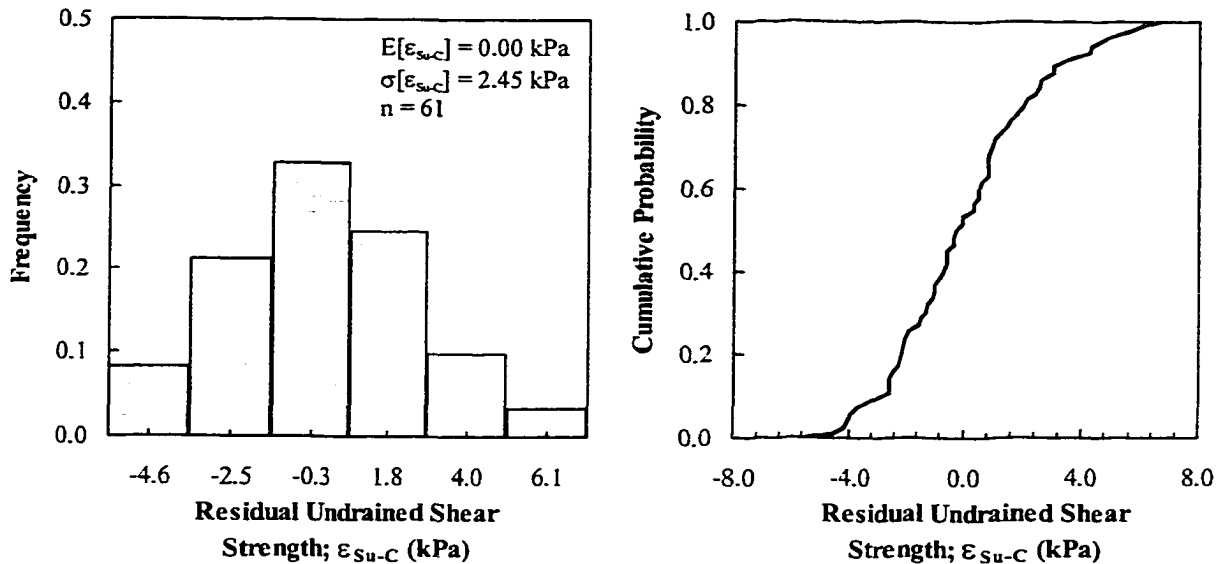 0.5
0.4
0.3
0.2
0.1
0.0
Frequency
E[εSu-C] = 0.00 kPa
σ[εSu-C] = 2.45 kPa
n = 61
-4.6 -2.5 -0.3 1.8 4.0 6.1
Residual Undrained Shear
Strength; εSu-C (kPa)
1.0
0.8
0.6
0.4
0.2
0.0
Cumulative Probability
-8.0 -4.0 0.0 4.0 8.0
Residual Undrained Shear
Strength; εSu-C (kPa)